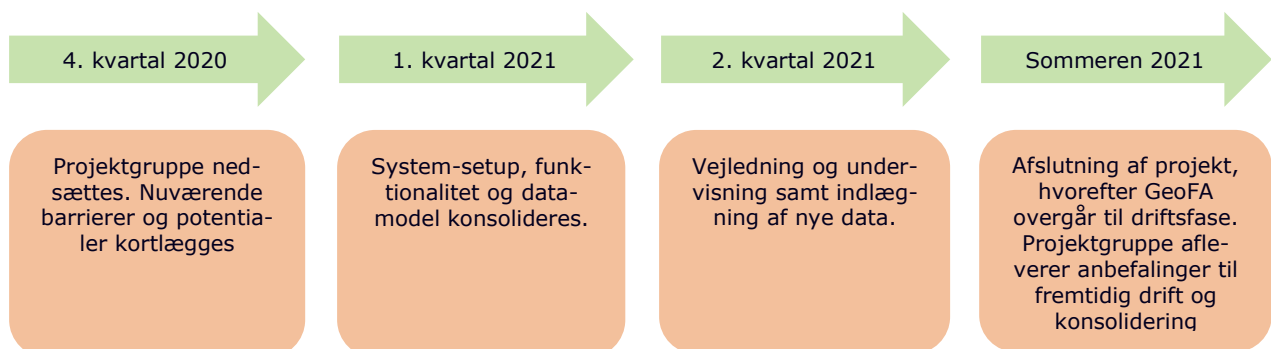 4. kvartal 2020
1. kvartal 2021
2. kvartal 2021
Sommeren 2021
Projektgruppe ned-
sættes. Nuværende
barrierer og potentia-
ler kortlægges
System-setup, funk-
tionalitet og data-
model konsolideres.
Vejledning og under-
visning samt indlæg-
ning af nye data.
Afslutning af projekt,
hvorefter GeoFA
overgår til driftsfase.
Projektgruppe afle-
verer anbefalinger til
fremtidig drift og
konsolidering